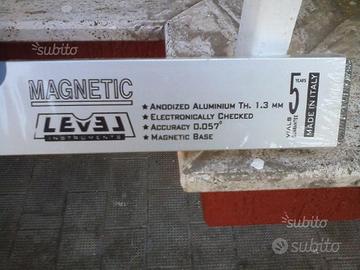 subito
subito
MAGNETIC
LEVEL
INSTRUMENTS
★ ANODIZED ALUMINIUM TH. 1.3 MM
★ ELECTRONICALLY CHECKED
★ ACCURACY 0.057°
★ MAGNETIC BASE
VIALS
GUARANTEE
5 YEARS
MADE IN ITALY
subito
subito